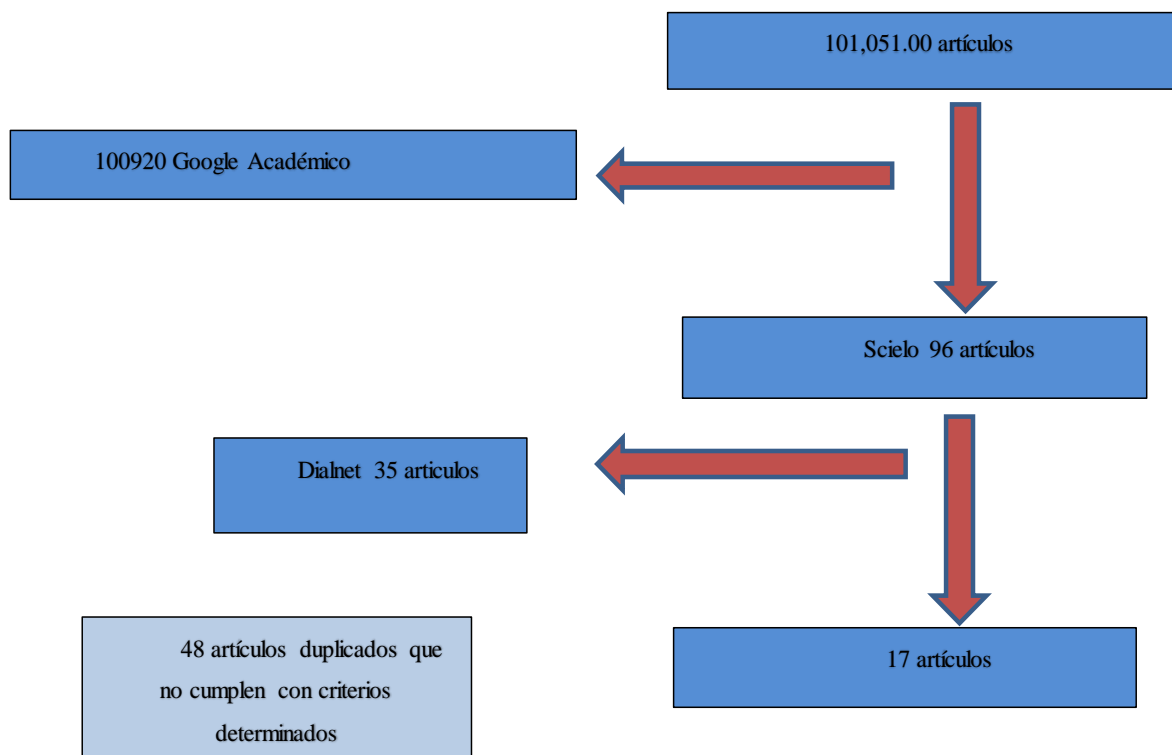 101,051.00 artículos
100920 Google Académico
Scielo 96 artículos
Dialnet 35 articulos
48 artículos duplicados que
no cumplen con criterios
determinados
17 artículos